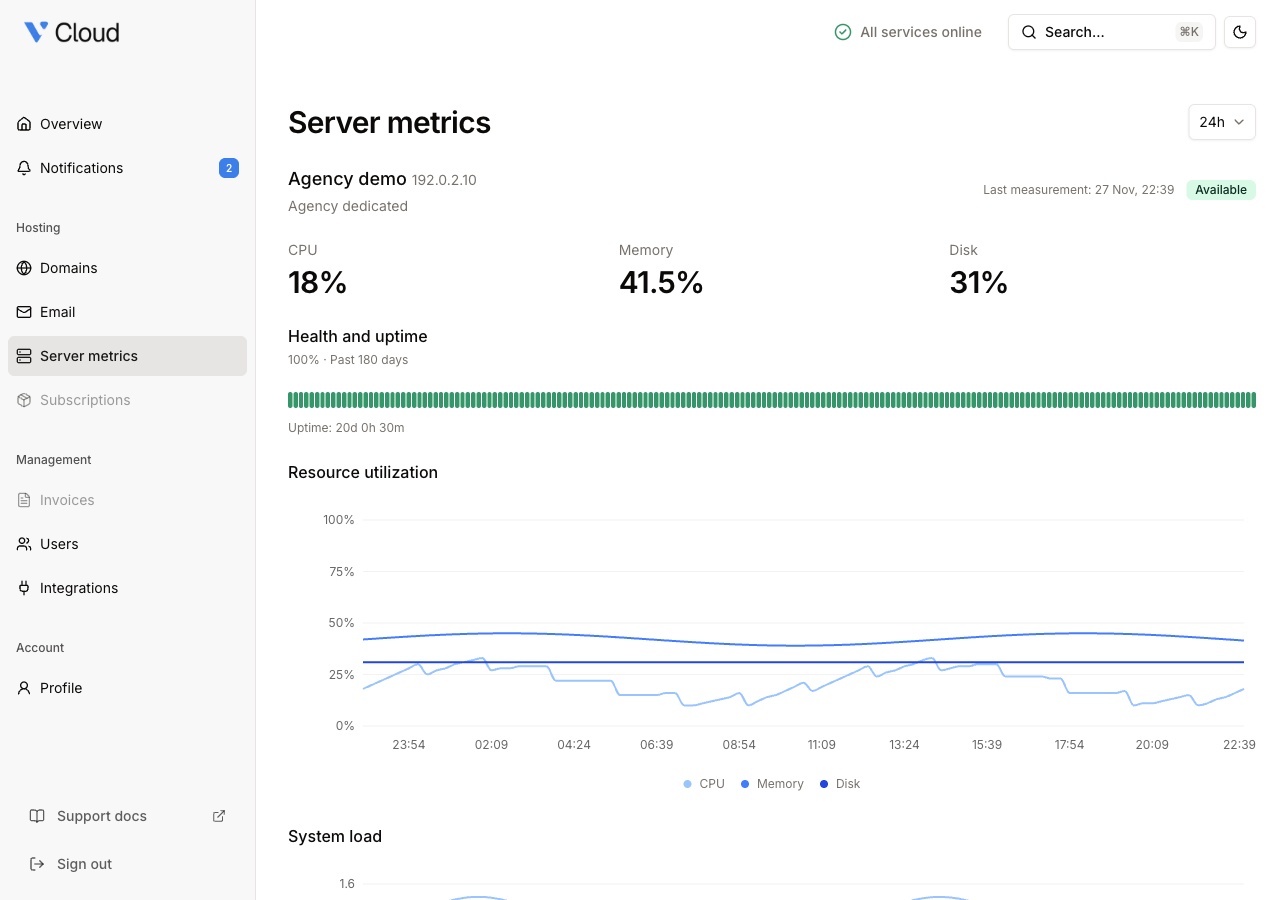 Cloud
All services online
Search...
⌘K
Overview
Notifications
2
Hosting
Domains
Email
Server metrics
Subscriptions
Management
Invoices
Users
Integrations
Account
Profile
Support docs
Sign out
Server metrics
24h
Agency demo 192.0.2.10
Agency dedicated
Last measurement: 27 Nov, 22:39
Available
CPU
Memory
Disk
18%
41.5%
31%
Health and uptime
100% · Past 180 days
Uptime: 20d 0h 30m
Resource utilization
100%
75%
50%
25%
0%
23:54 02:09 04:24 06:39 08:54 11:09 13:24 15:39 17:54 20:09 22:39
CPU Memory Disk
System load
1.6